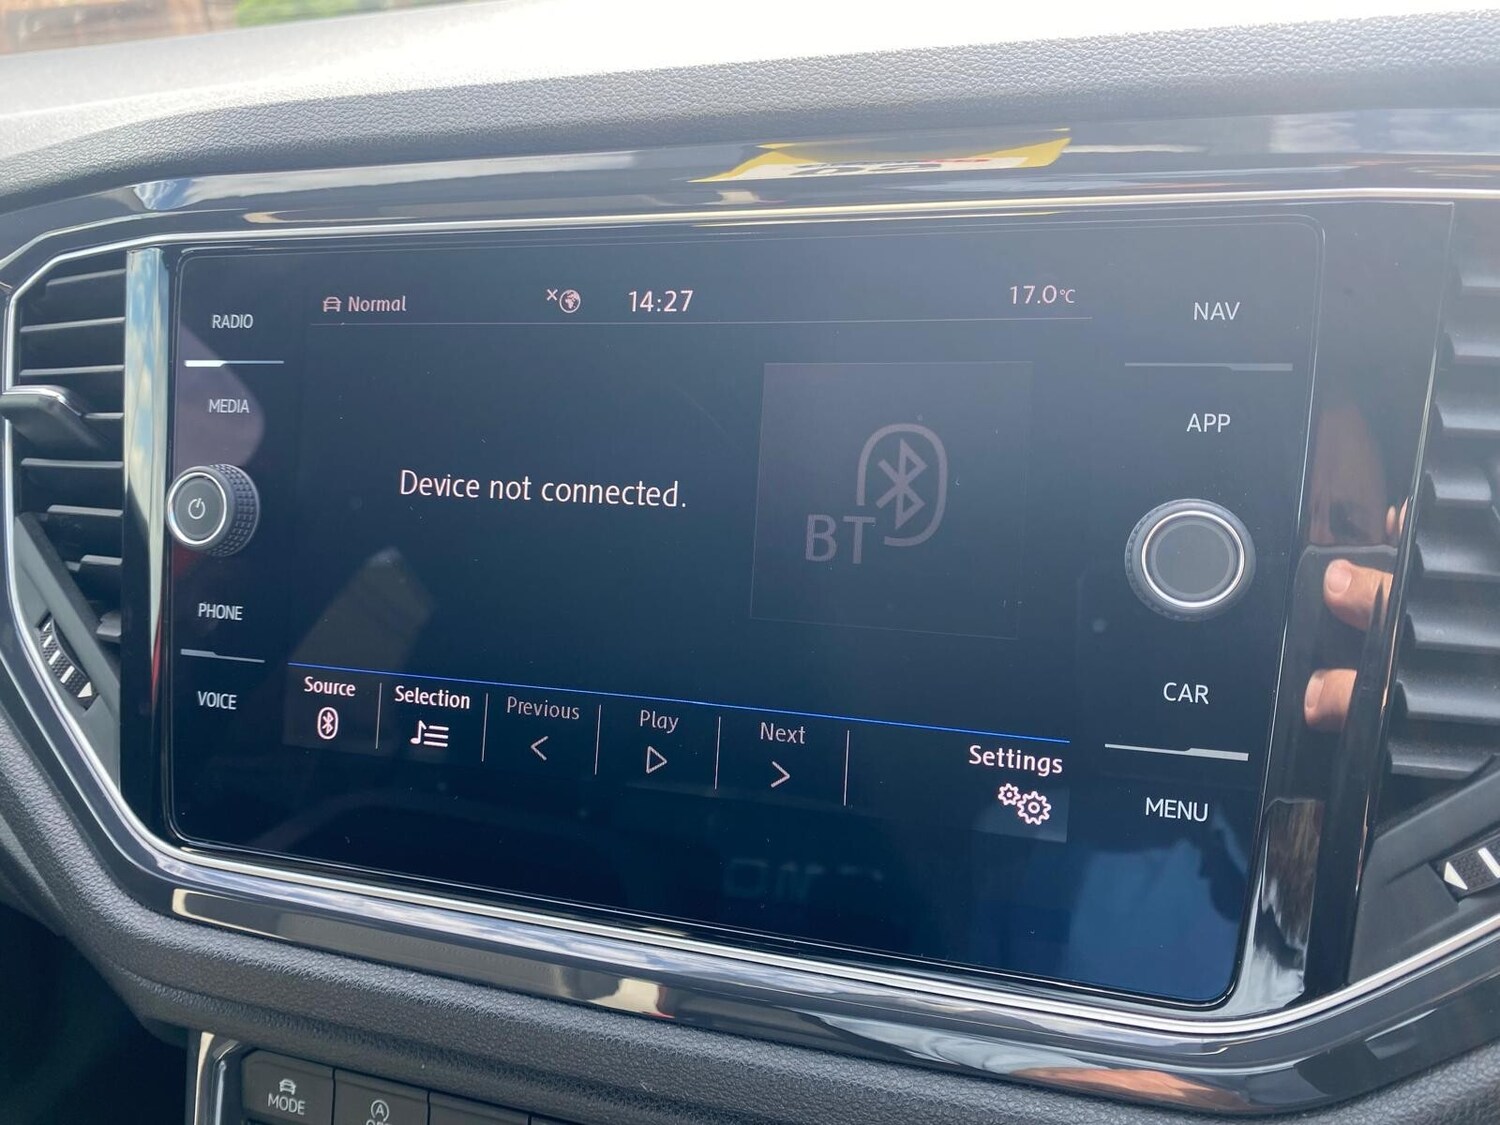 Normal
14:27
17.0°C
RADIO
MEDIA
PHONE
VOICE
Device not connected.
BT
NAV
APP
CAR
MENU
Source
Selection
Previous
Play
Next
Settings
MODE
A